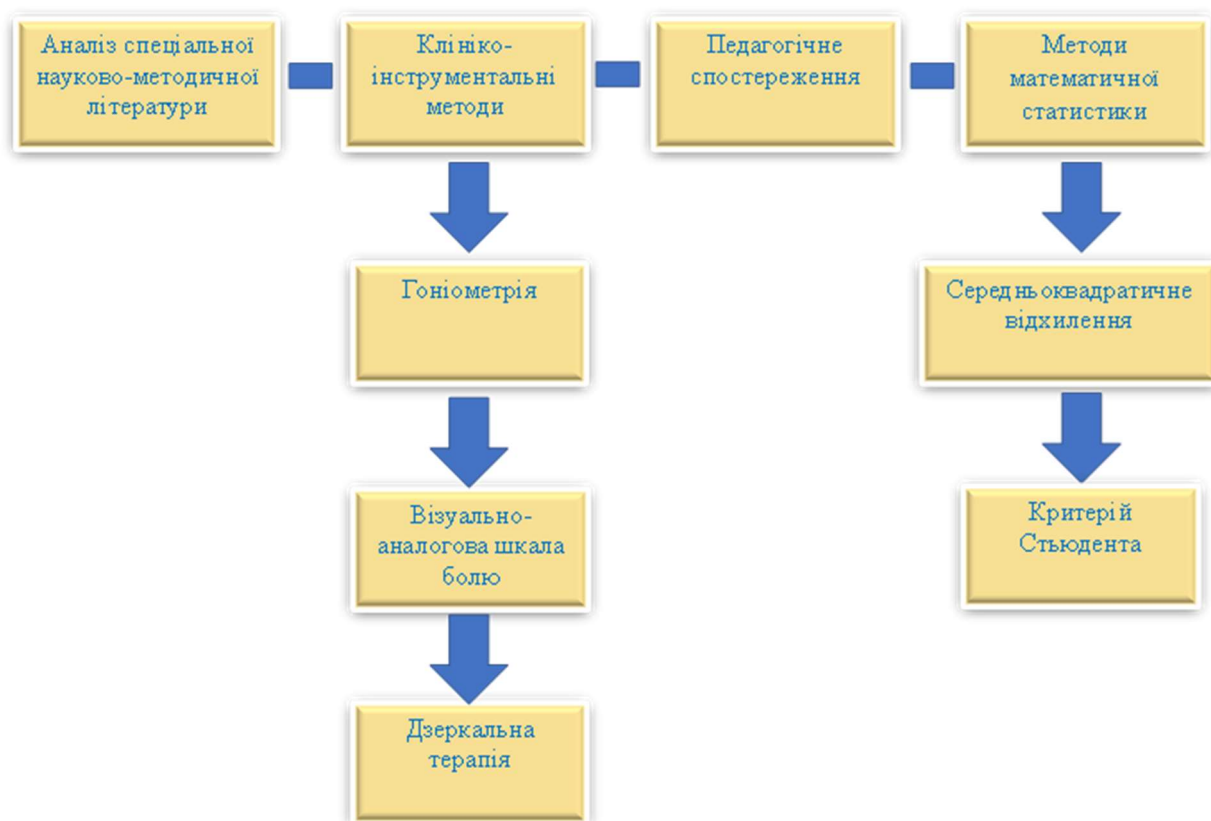 Аналіз спеціальної
науково-методичної
літератури
Клініко-
інструментальні
методи
Педагогічне
спостереження
Методи
математичної
статистики
Гоніометрія
Середньоквадратичне
відхилення
Візуально-
аналогова шкала
болю
Критерій
Стьюдента
Дзеркальна
терапія